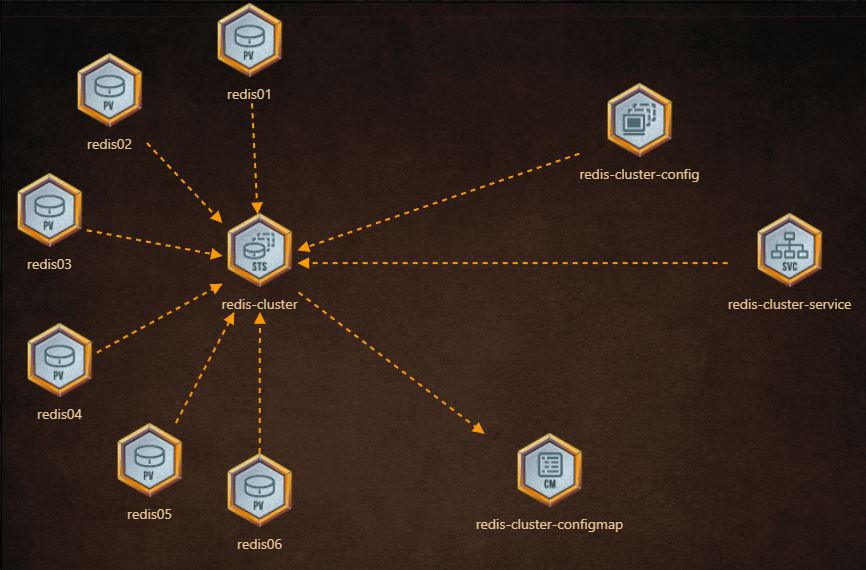 PV
redis01
PV
redis02
redis-cluster-config
PV
redis03
STS
redis-cluster
SVC
redis-cluster-service
PV
redis04
PV
redis05
PV
redis06
CM
redis-cluster-configmap